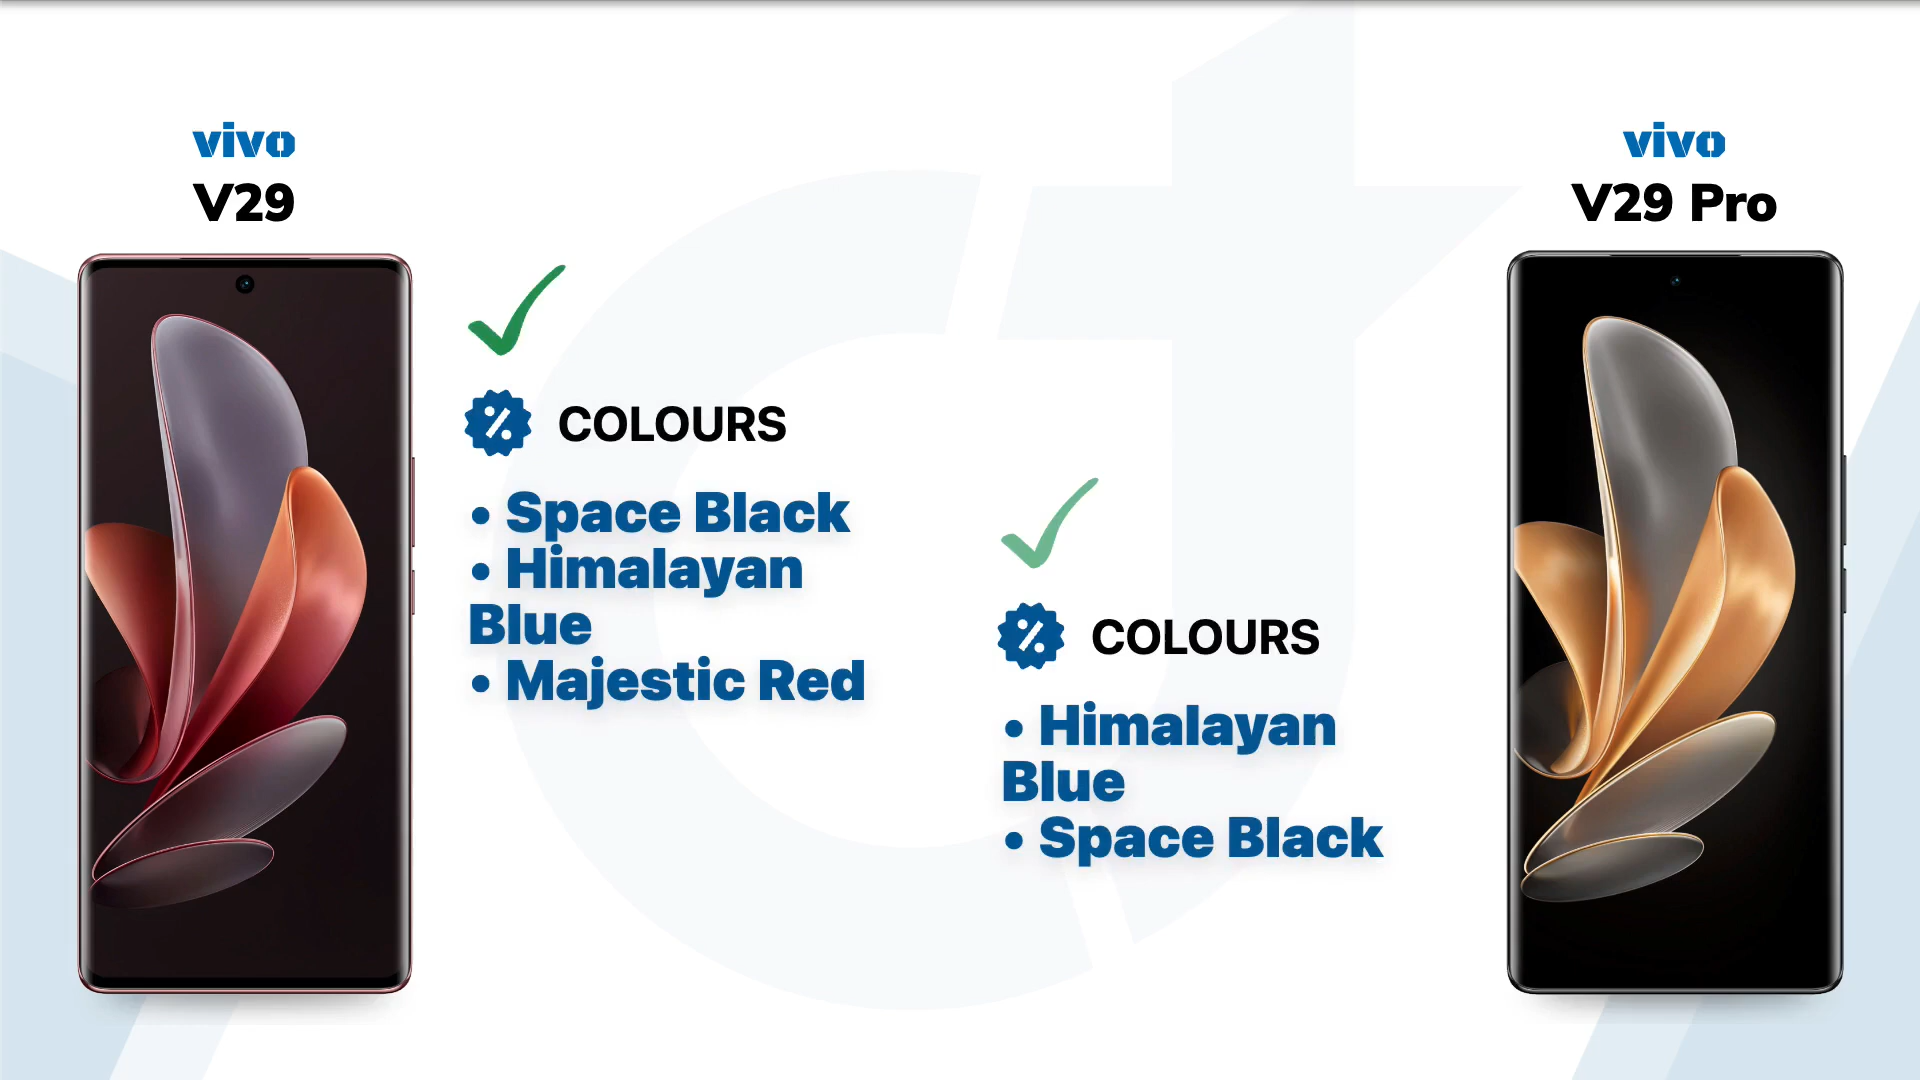 vivo
V29
COLOURS
• Space Black
• Himalayan
Blue
• Majestic Red
vivo
V29 Pro
COLOURS
• Himalayan
Blue
• Space Black